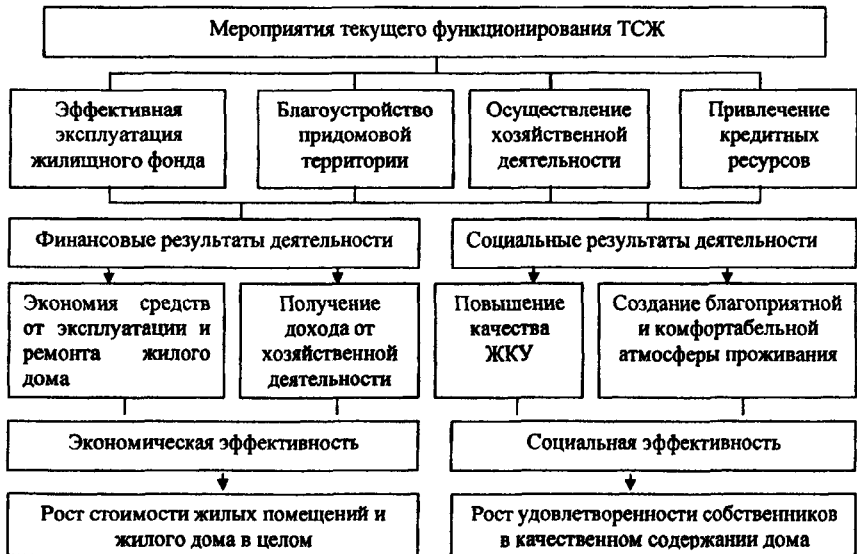 Мероприятия текущего функционирования ТСЖ
Эффективная
эксплуатация
жилищного фонда
Благоустройство
придомовой
территории
Осуществление
хозяйственной
деятельности
Привлечение
кредитных
ресурсов
Финансовые результаты деятельности
Социальные результаты деятельности
Экономия средств
от эксплуатации и
ремонта жилого
дома
Получение
дохода от
хозяйственной
деятельности
Повышение
качества
ЖКУ
Создание благоприятной
и комфортабельной
атмосферы проживания
Экономическая эффективность
Социальная эффективность
Рост стоимости жилых помещений и
жилого дома в целом
Рост удовлетворенности собственников
в качественном содержании дома